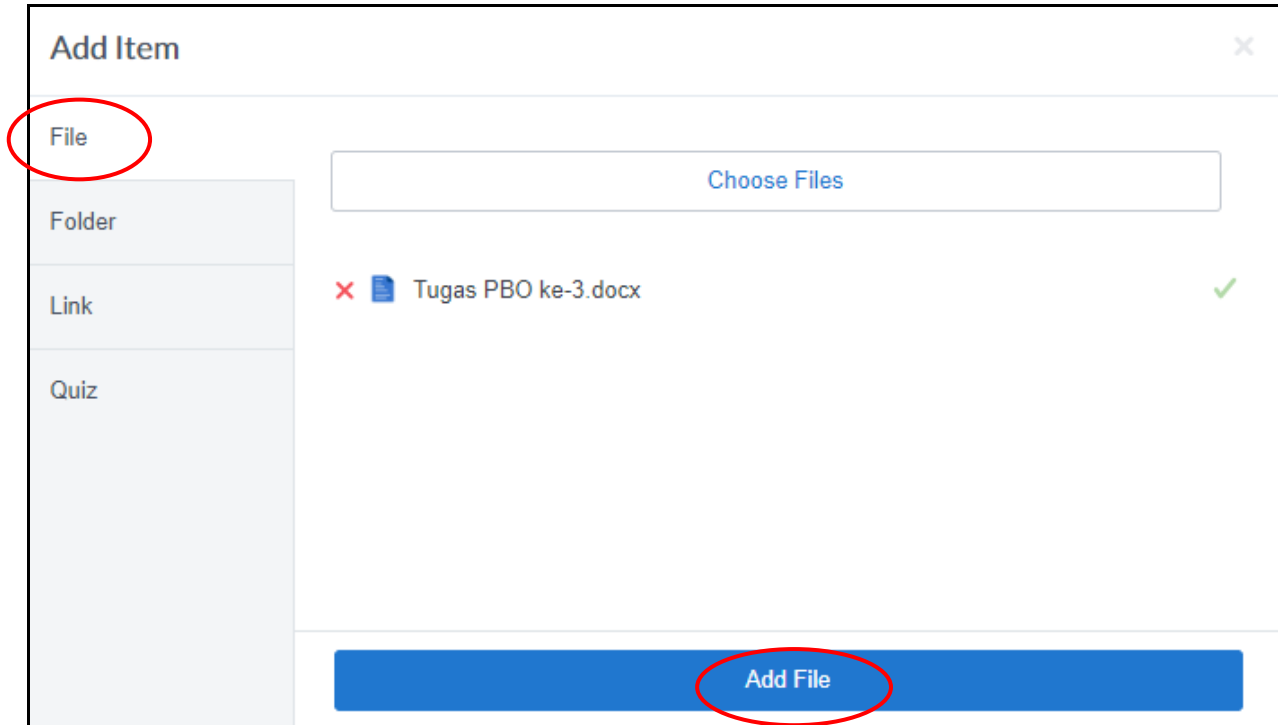 Add Item
File
Choose Files
Folder
Link
Tugas PBO ke-3.docx
Quiz
Add File